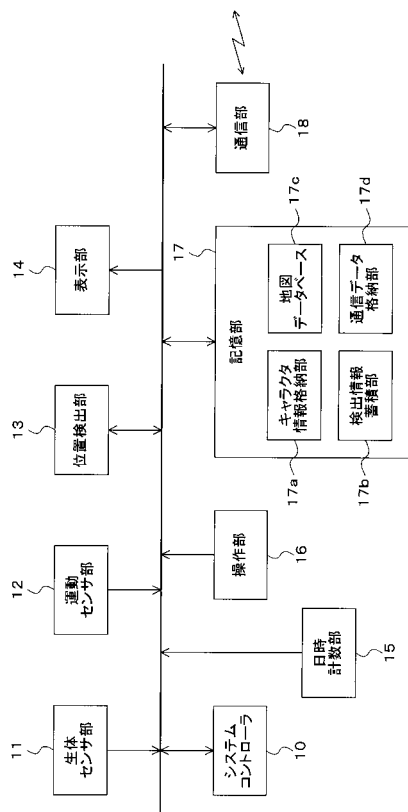 11
生体
センサ部
12
運動
センサ部
13
位置検出部
14
表示部
システム
コントローラ
10
日時
計数部
15
操作部
16
17
記憶部
キャラクタ
情報格納部
17a
地図
データベース
17c
検出情報
蓄積部
17b
通信データ
格納部
17d
通信部
18